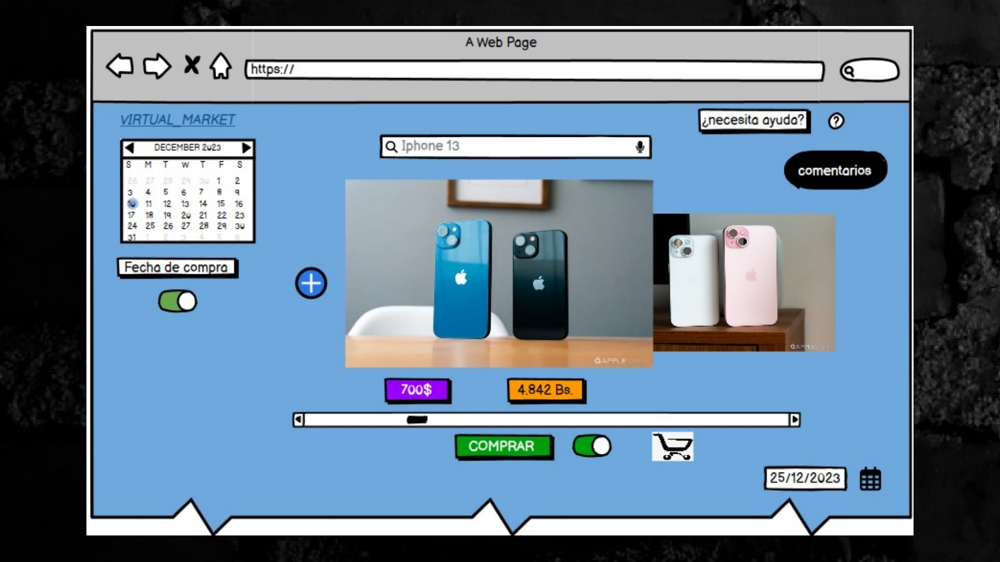 A Web Page
https://
VIRTUAL_MARKET
¿necesita ayuda?
?
Iphone 13
comentarios
DECEMBER 2023
S M T W T F S
26 27 28 29 30 1 2
3 4 5 6 7 8 9
10 11 12 13 14 15 16
17 18 19 20 21 22 23
24 25 26 27 28 29 30
31 1 2 3 4 5 6
Fecha de compra
APPLE
700$
4.842 Bs.
COMPRAR
25/12/2023